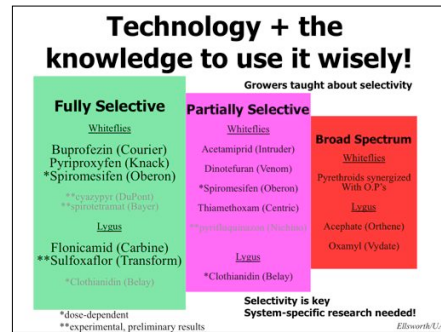 Technology + the
knowledge to use it wisely!
Growers taught about selectivity
Fully Selective
Whiteflies
Buprofezin (Courier)
Pyriproxyfen (Knack)
*Spiromesifen (Oberon)
**cyazypyr (DuPont)
**spirotetramat (Bayer)
Lygus
Flonicamid (Carbine)
**Sulfoxaflor (Transform)
*Clothianidin (Belay)
Partially Selective
Whiteflies
Acetamiprid (Intruder)
Dinotefuran (Venom)
*Spiromesifen (Oberon)
Thiamethoxam (Centric)
Lygus
*Clothianidin (Belay)
Broad Spectrum
Whiteflies
Pyrethroids synergized
With O.P's
Lygus
Acephate (Orthene)
Oxamyl (Vydate)
*dose-dependent
**experimental, preliminary results
Selectivity is key
System-specific research needed!
Ellsworth/U